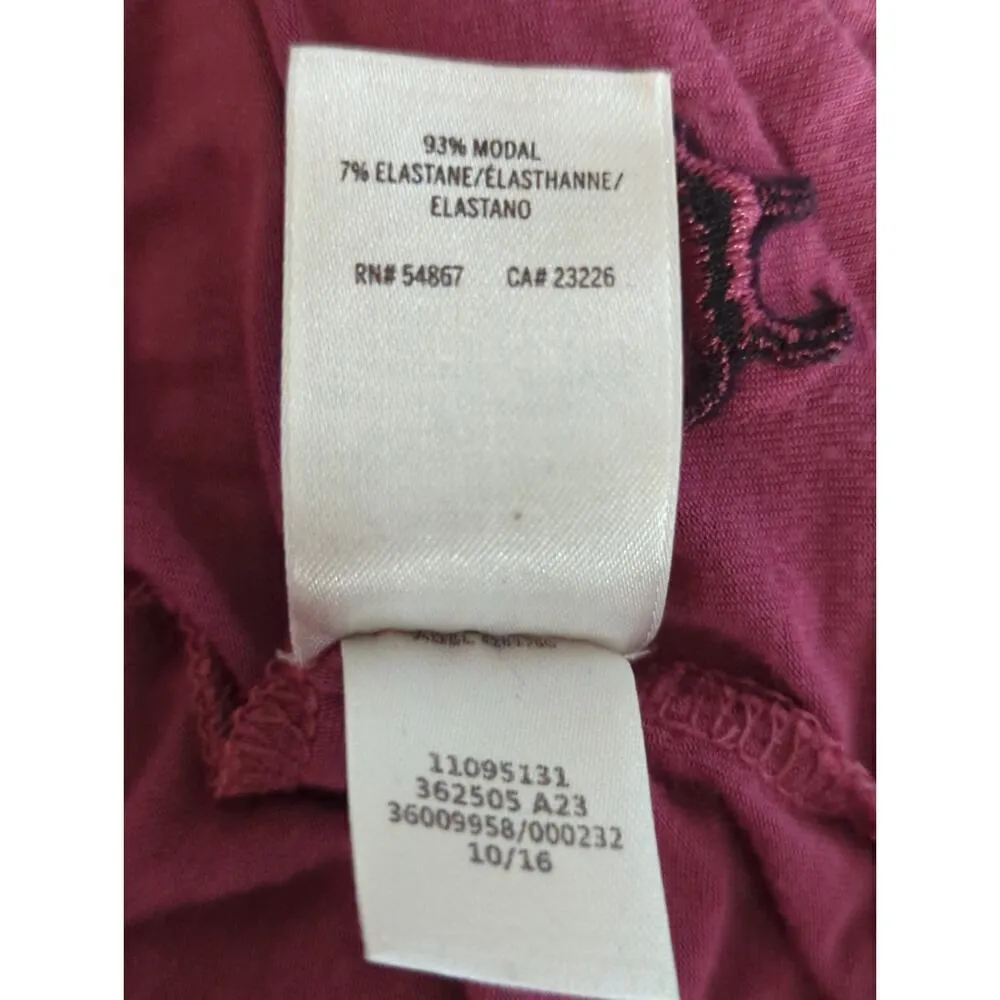 93% MODAL
7% ELASTANE/ÉLASTHANNE/
ELASTANO
RN# 54867 CA# 23226
11095131
362505 A23
36009958/000232
10/16